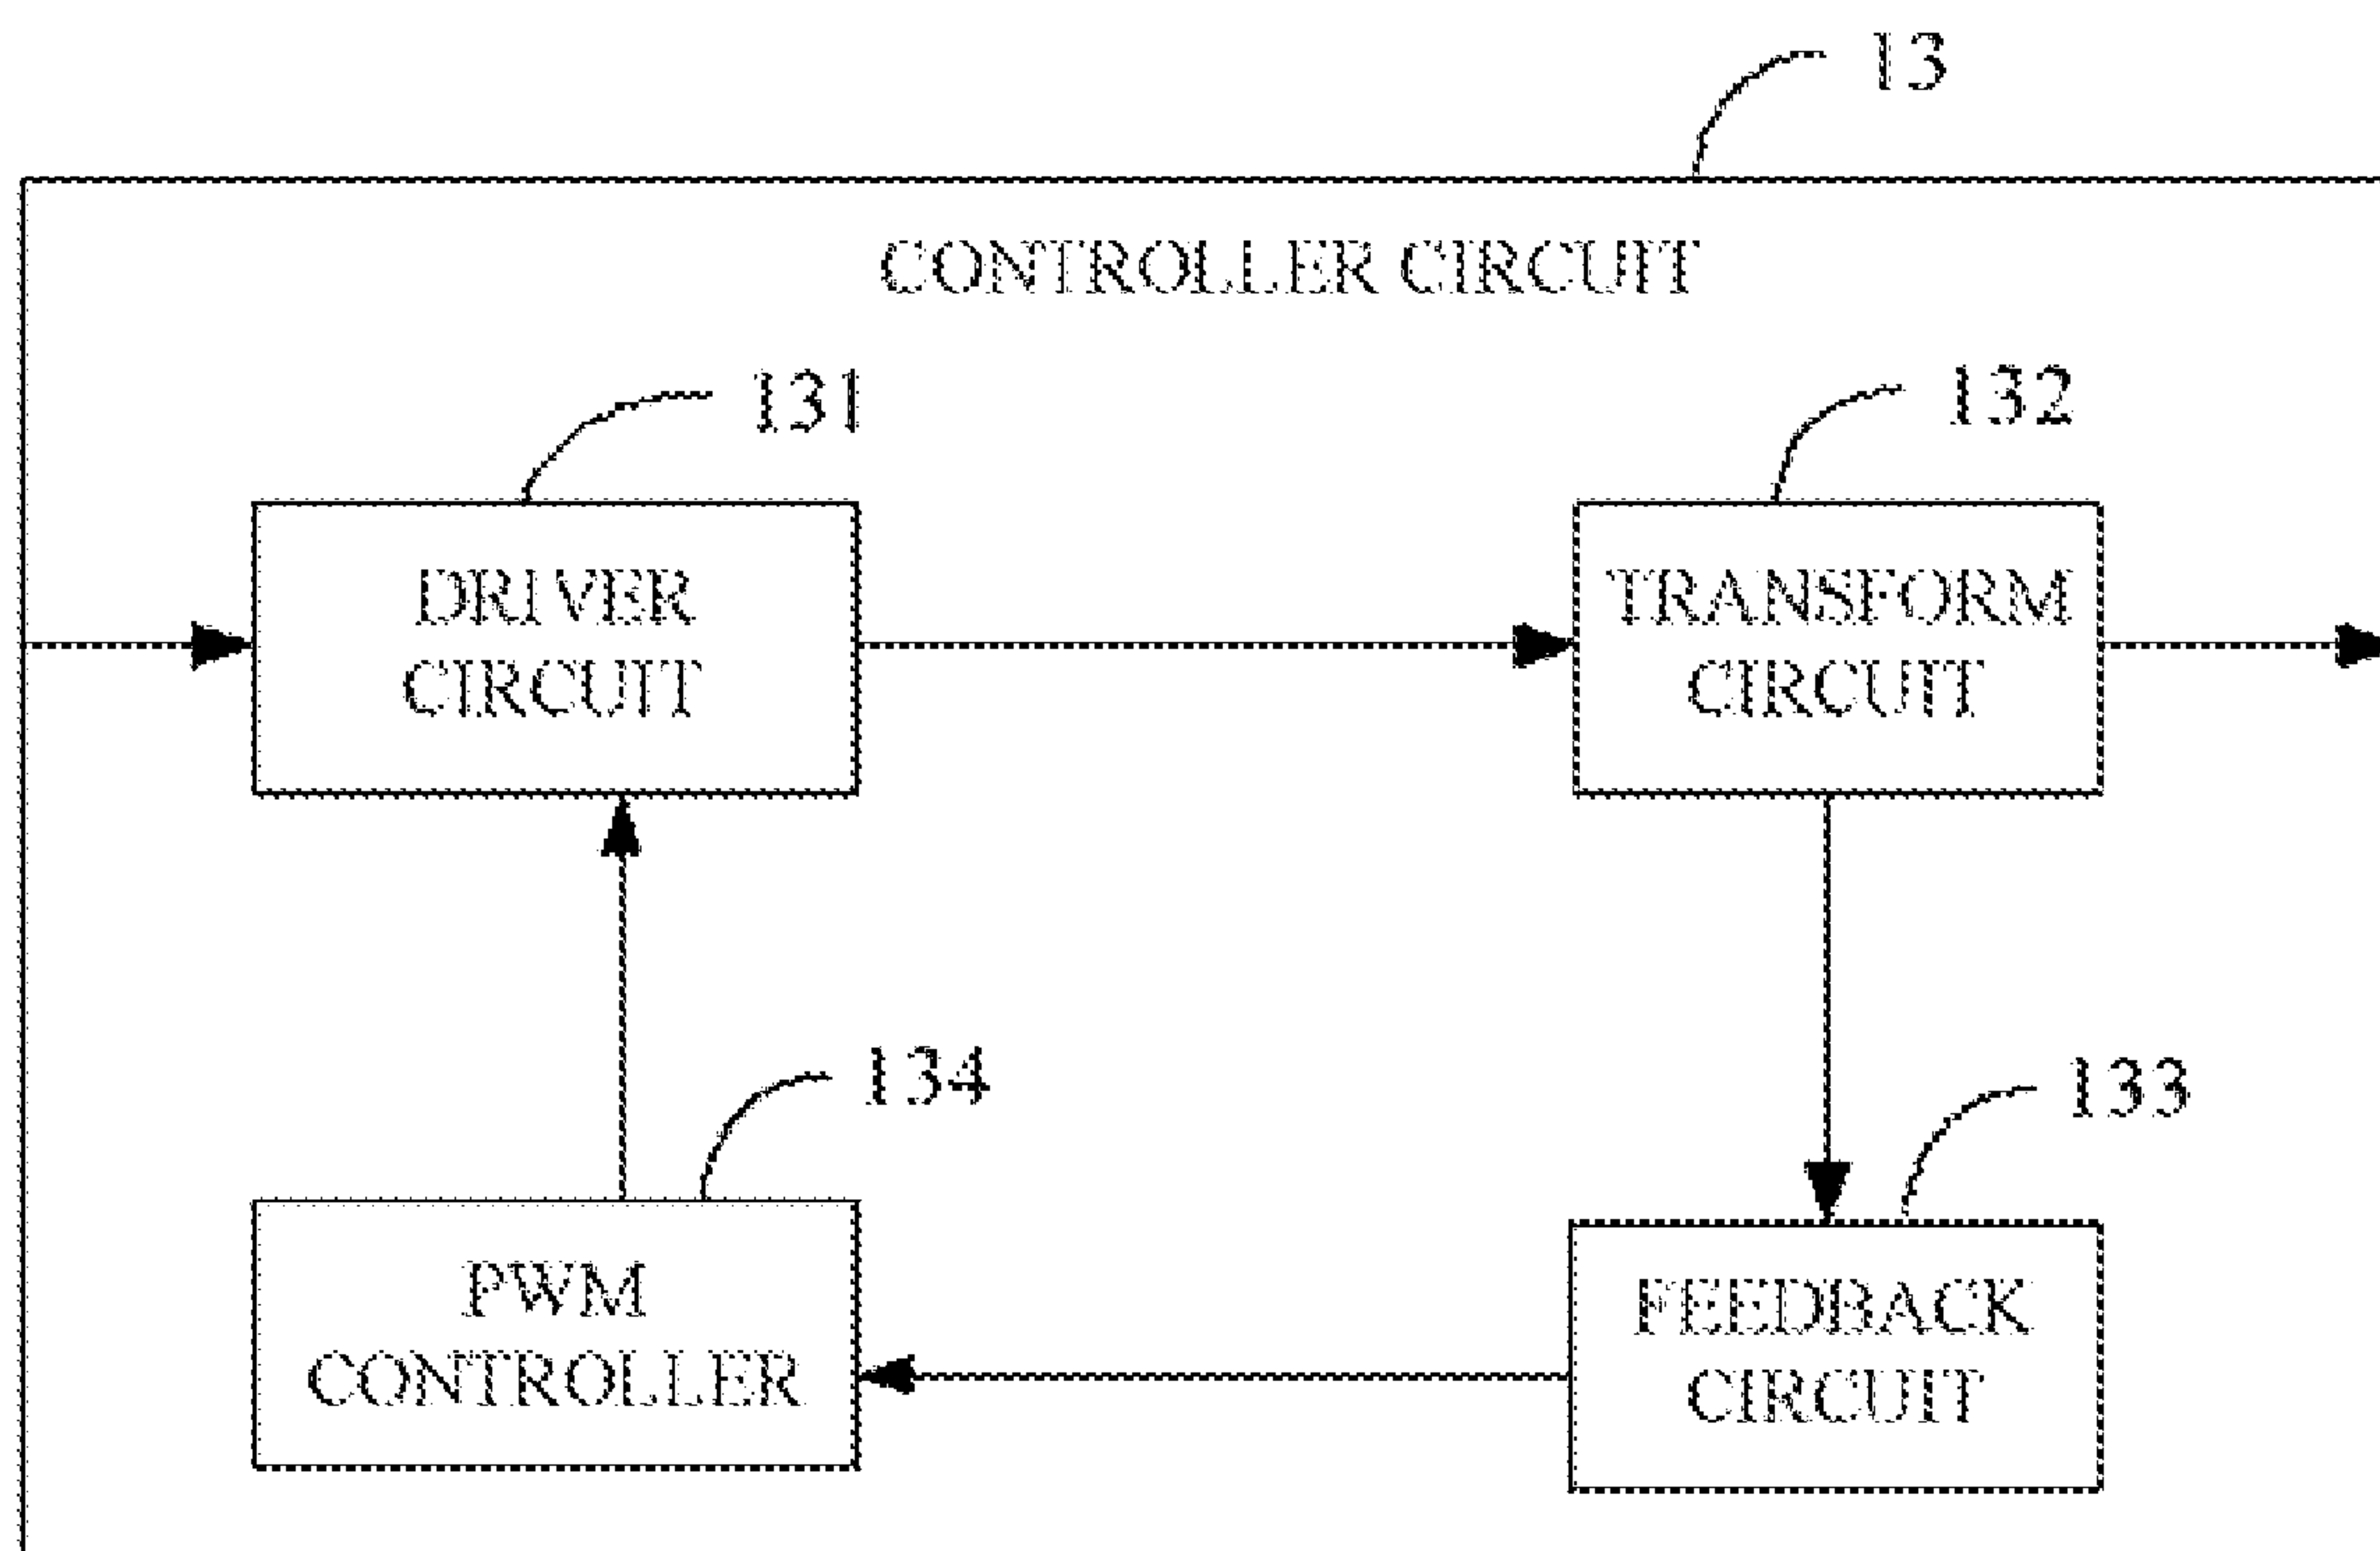 13
CONTROLLER CIRCUIT
131
132
DRIVER
CIRCUIT
TRANSFORM
CIRCUIT
134
133
PWM
CONTROLLER
FEEDBACK
CIRCUIT